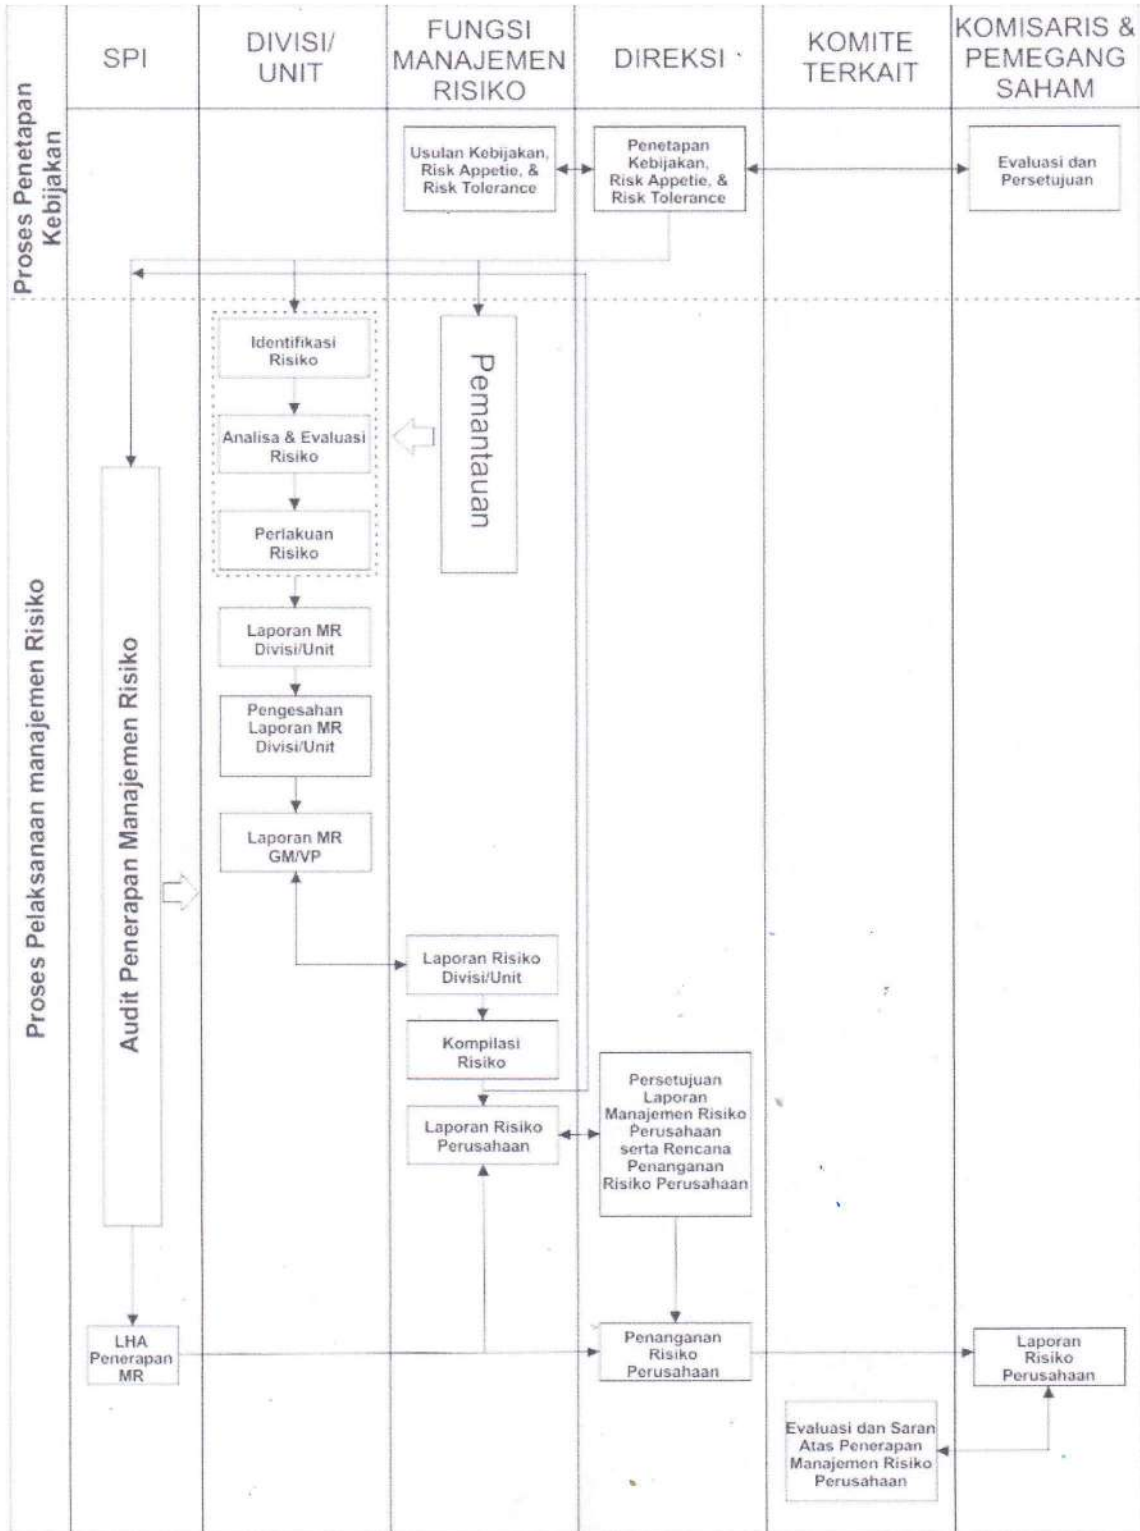 SPI
DIVISI/
UNIT
FUNGSI
MANAJEMEN
RISIKO
DIREKSI
KOMITE
TERKAIT
KOMISARIS &
PEMEGANG
SAHAM
Proses Penetapan
Kebijakan
Usulan Kebijakan,
Risk Appetie, &
Risk Tolerance
Penetapan
Kebijakan,
Risk Appetie, &
Risk Tolerance
Evaluasi dan
Persetujuan
Proses Pelaksanaan manajemen Risiko
Audit Penerapan Manajemen Risiko
Identifikasi
Risiko
Analisa & Evaluasi
Risiko
Perlakuan
Risiko
Pemantauan
Laporan MR
Divisi/Unit
Pengesahan
Laporan MR
Divisi/Unit
Laporan MR
GM/VP
Laporan Risiko
Divisi/Unit
Kompilasi
Risiko
Laporan Risiko
Perusahaan
Persetujuan
Laporan
Manajemen Risiko
Perusahaan
serta Rencana
Penanganan
Risiko Perusahaan
LHA
Penerapan
MR
Penanganan
Risiko
Perusahaan
Laporan
Risiko
Perusahaan
Evaluasi dan Saran
Atas Penerapan
Manajemen Risiko
Perusahaan